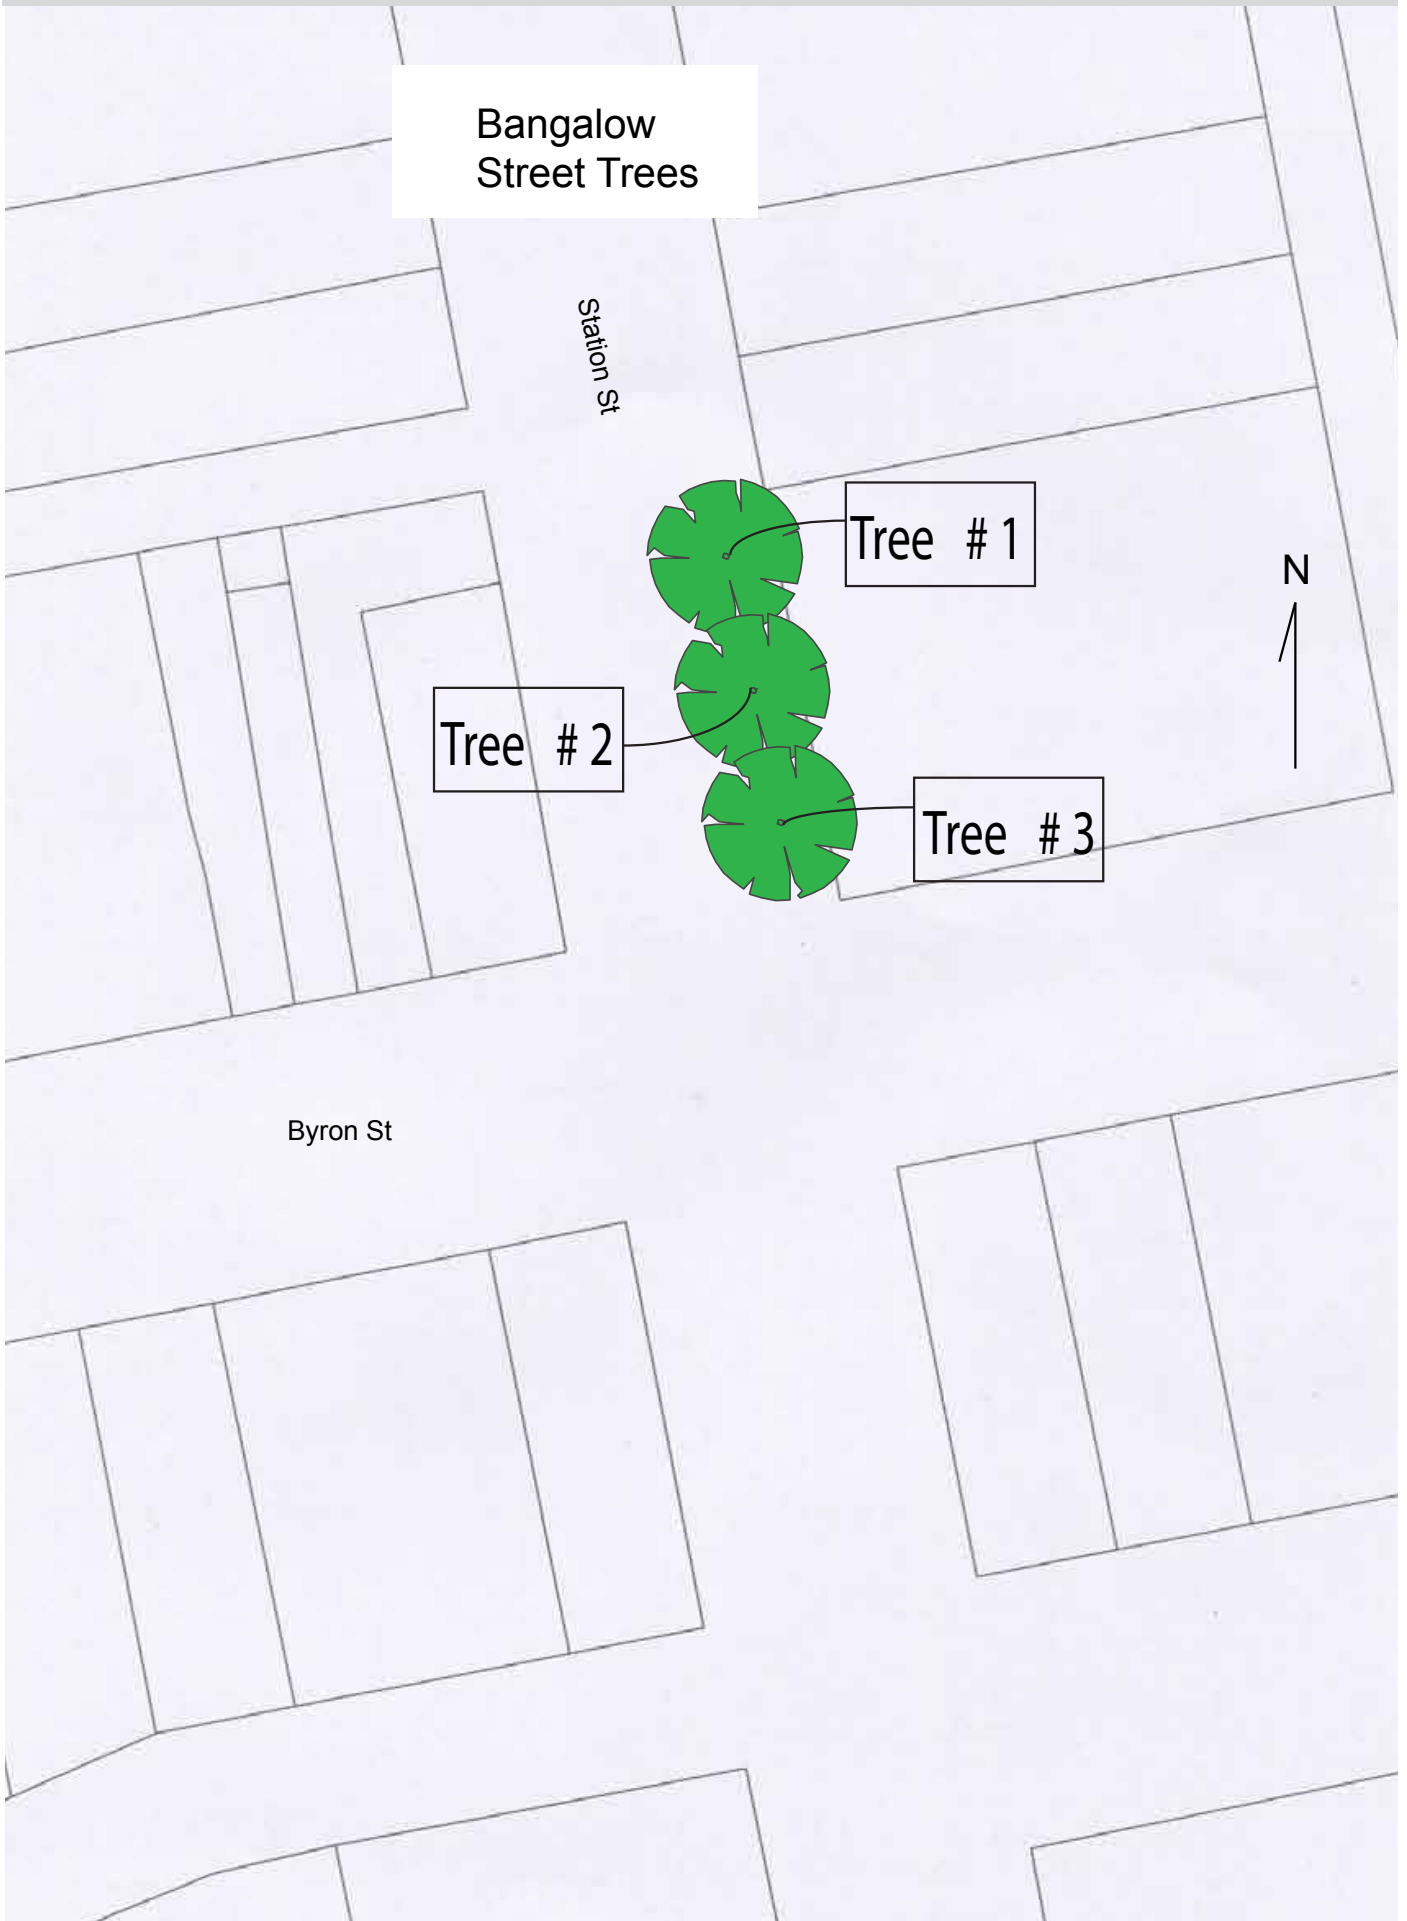 Bangalow
Street Trees
Station St
Tree # 1
N
Tree # 2
Tree # 3
Byron St